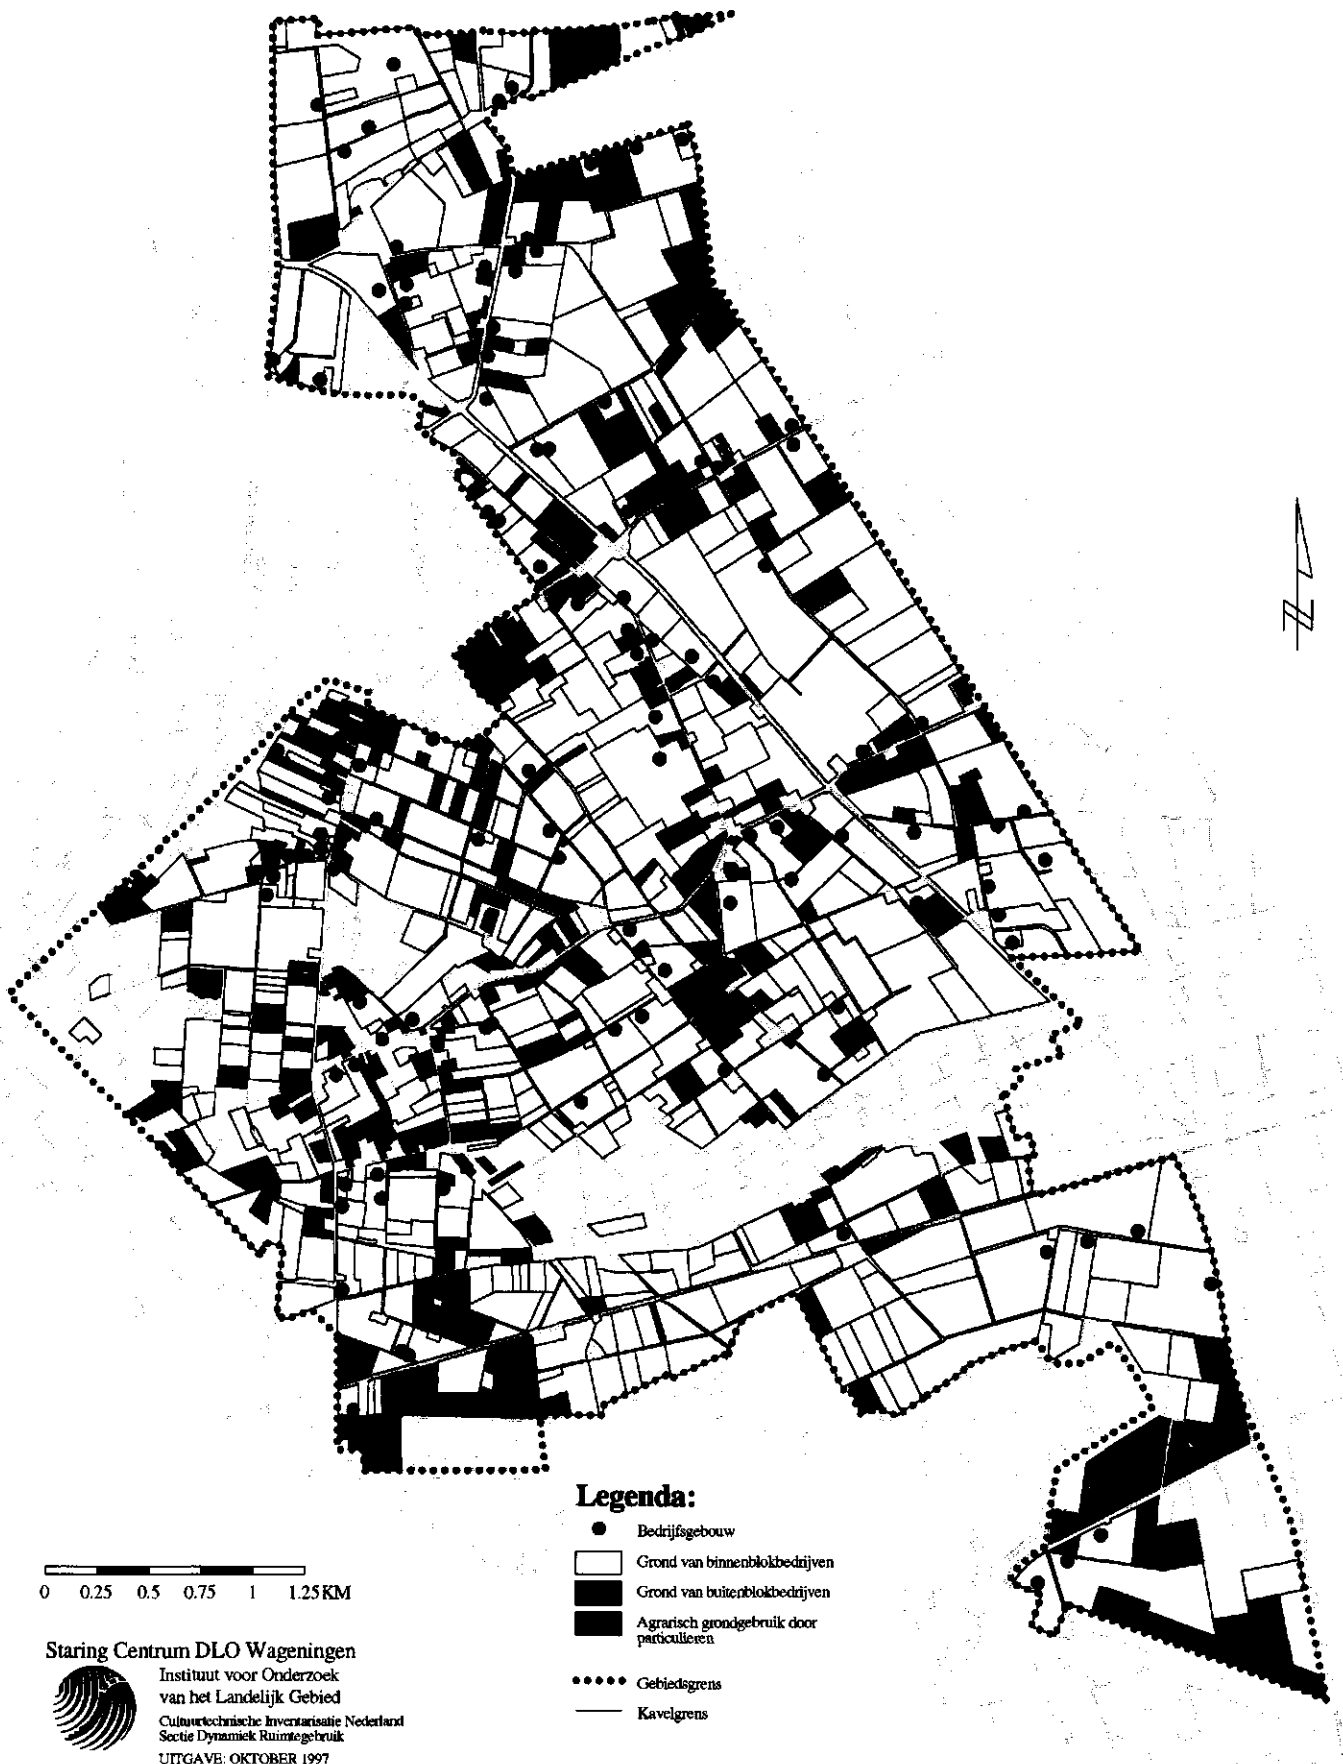 Legenda:
Bedrijfsgebouw
Grond van binnenblokbedrijven
Grond van buitenblokbedrijven
Agrarisch grondgebruik door
particulieren
Gebiedsgrens
Kavelgrens
0 0.25 0.5 0.75 1 1.25 KM
Staring Centrum DLO Wageningen
Instituut voor Onderzoek
van het Landelijk Gebied
Cultuurtechnische Inventarisatie Nederland
Sectie Dynamiek Ruimtegebruik
UITGAVE: OKTOBER 1997